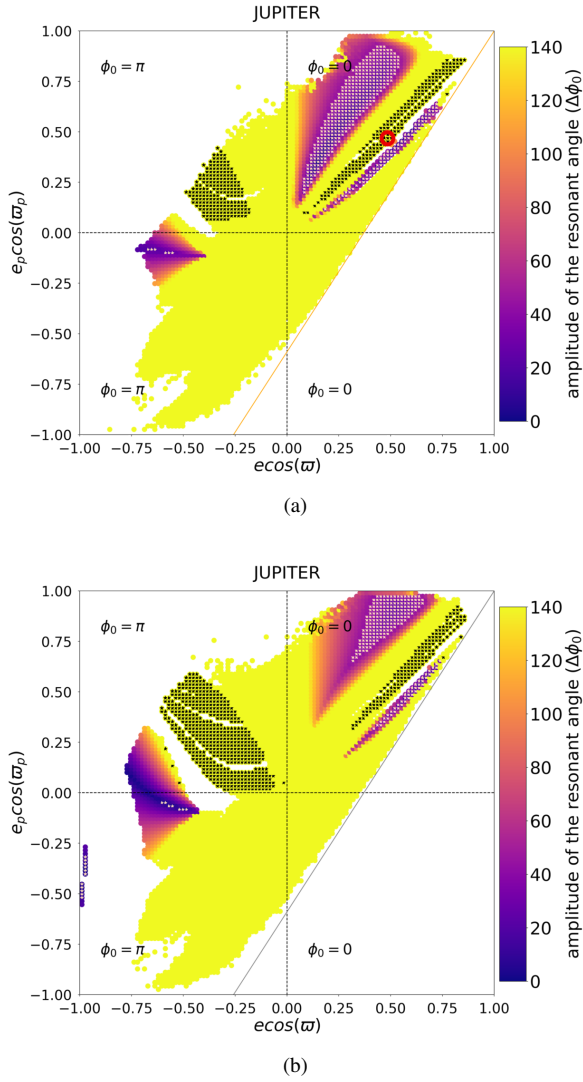 JUPITER
1.00
0.75
0.50
0.25
0.00
−0.25
−0.50
−0.75
−1.00
e_p cos(ϖ_p)
ϕ₀ = π
ϕ₀ = 0
ϕ₀ = π
ϕ₀ = 0
−1.00 −0.75 −0.50 −0.25 0.00 0.25 0.50 0.75 1.00
ecos(ϖ)
140
120
100
80
60
40
20
0
amplitude of the resonant angle (Δϕ₀)
(a)
JUPITER
1.00
0.75
0.50
0.25
0.00
−0.25
−0.50
−0.75
−1.00
e_p cos(ϖ_p)
ϕ₀ = π
ϕ₀ = 0
ϕ₀ = π
ϕ₀ = 0
−1.00 −0.75 −0.50 −0.25 0.00 0.25 0.50 0.75 1.00
ecos(ϖ)
140
120
100
80
60
40
20
0
amplitude of the resonant angle (Δϕ₀)
(b)